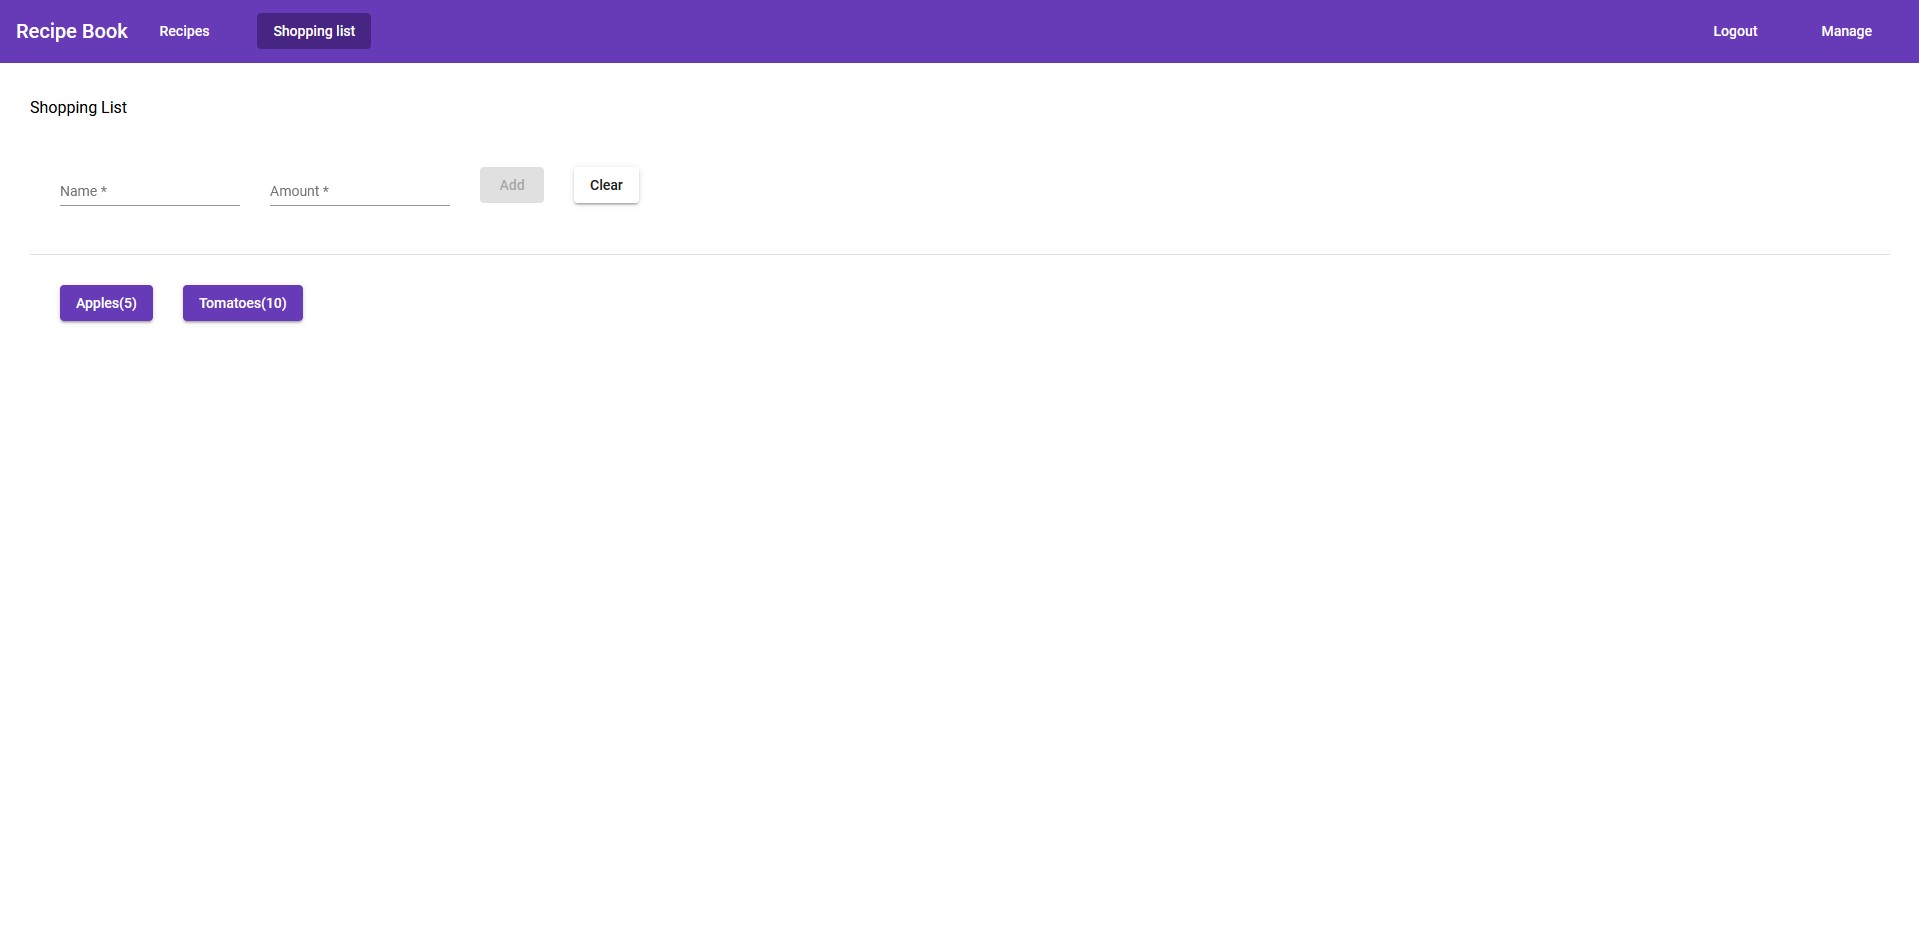 Recipe Book Recipes Shopping list Logout Manage
Shopping List
Name * Amount * Add Clear
Apples(5) Tomatoes(10)